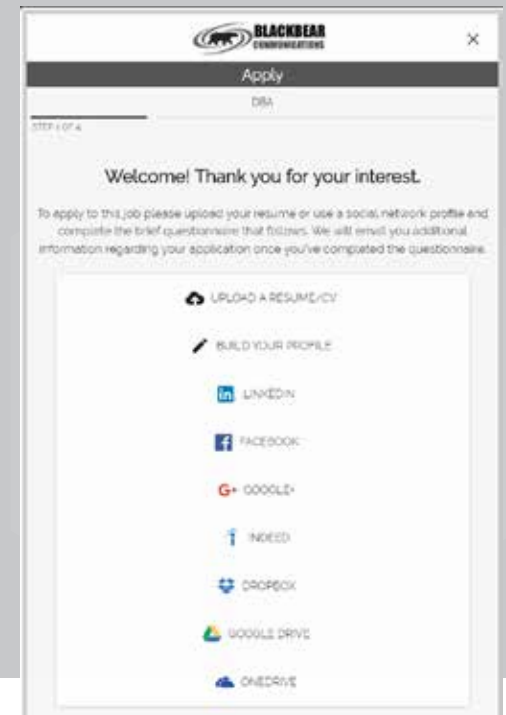 BLACKBEAR
COMMUNICATIONS
Apply
DBA
STEP 1 OF 4
Welcome! Thank you for your interest.
To apply to this job please upload your resume or use a social network profile and
complete the brief questionnaire that follows. We will email you additional
information regarding your application once you've completed the questionnaire.
UPLOAD A RESUME/CV
BUILD YOUR PROFILE
LINKEDIN
FACEBOOK
GOOGLE+
INDEED
DROPBOX
GOOGLE DRIVE
ONEDRIVE